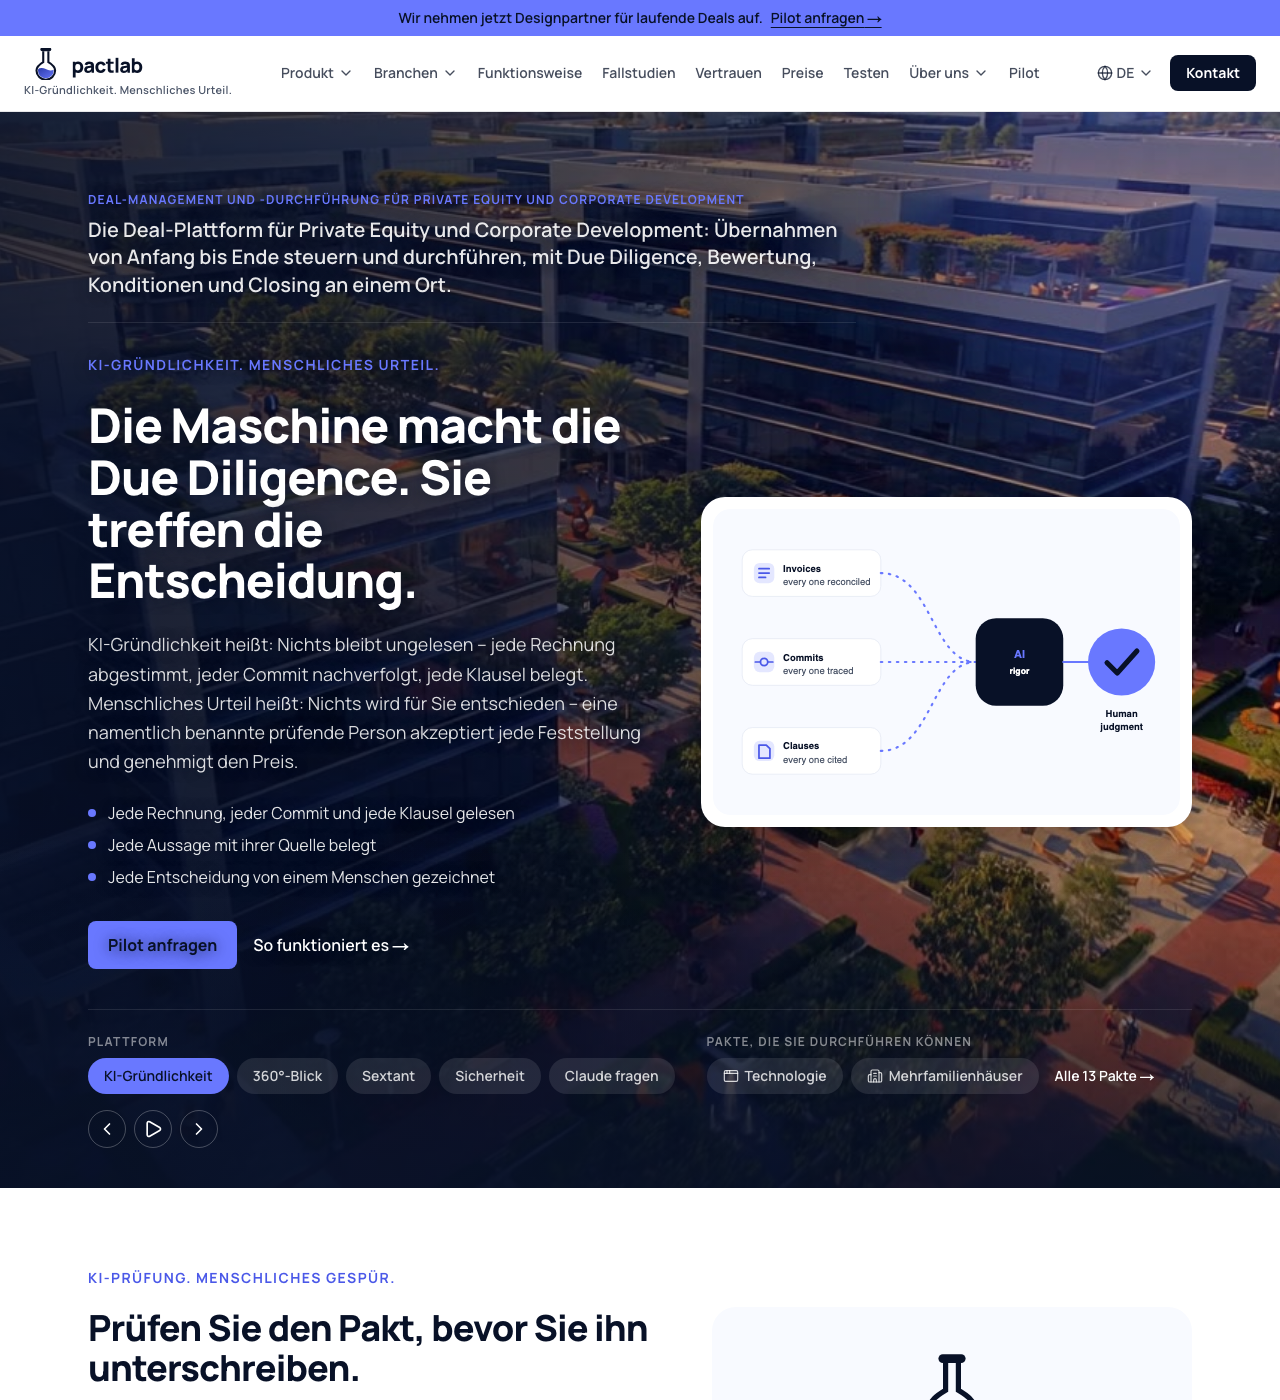 Wir nehmen jetzt Designpartner für laufende Deals auf. Pilot anfragen →
pactlab
KI-Gründlichkeit. Menschliches Urteil.
Produkt
Branchen
Funktionsweise
Fallstudien
Vertrauen
Preise
Testen
Über uns
Pilot
DE
Kontakt
DEAL-MANAGEMENT UND -DURCHFÜHRUNG FÜR PRIVATE EQUITY UND CORPORATE DEVELOPMENT
Die Deal-Plattform für Private Equity und Corporate Development: Übernahmen
von Anfang bis Ende steuern und durchführen, mit Due Diligence, Bewertung,
Konditionen und Closing an einem Ort.
KI-GRÜNDLICHKEIT. MENSCHLICHES URTEIL.
Die Maschine macht die
Due Diligence. Sie
treffen die
Entscheidung.
KI-Gründlichkeit heißt: Nichts bleibt ungelesen – jede Rechnung
abgestimmt, jeder Commit nachverfolgt, jede Klausel belegt.
Menschliches Urteil heißt: Nichts wird für Sie entschieden – eine
namentlich benannte prüfende Person akzeptiert jede Feststellung
und genehmigt den Preis.
Jede Rechnung, jeder Commit und jede Klausel gelesen
Jede Aussage mit ihrer Quelle belegt
Jede Entscheidung von einem Menschen gezeichnet
Pilot anfragen
So funktioniert es →
Invoices
every one reconciled
Commits
every one traced
Clauses
every one cited
AI
rigor
Human
judgment
PLATTFORM
KI-Gründlichkeit
360°-Blick
Sextant
Sicherheit
Claude fragen
PAKTE, DIE SIE DURCHFÜHREN KÖNNEN
Technologie
Mehrfamilienhäuser
Alle 13 Pakte →
KI-PRÜFUNG. MENSCHLICHES GESPÜR.
Prüfen Sie den Pakt, bevor Sie ihn
unterschreiben.